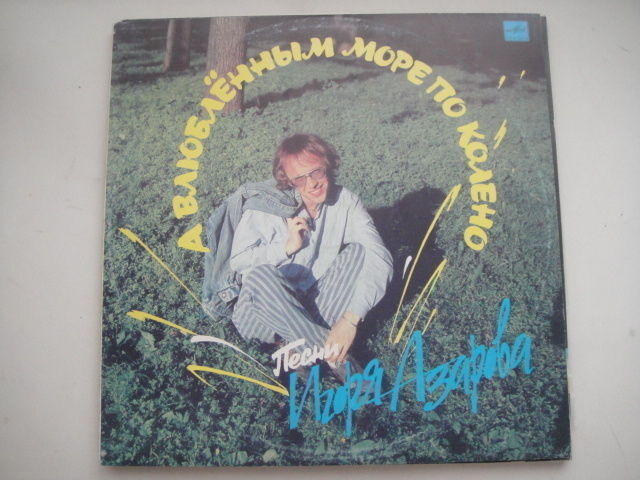 А ВЛЮБЛЁННЫМ МОРЕ ПО КОЛЕНО
Песни
Игоря Азарова